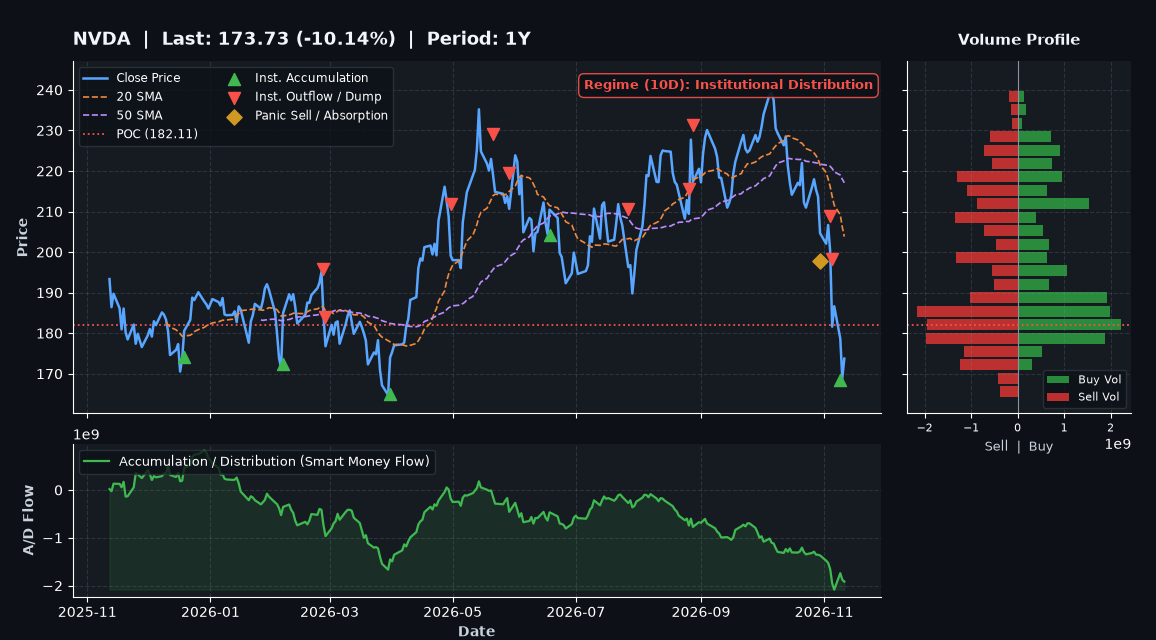 NVDA | Last: 173.73 (-10.14%) | Period: 1Y
Volume Profile
Close Price
20 SMA
50 SMA
POC (182.11)
Inst. Accumulation
Inst. Outflow / Dump
Panic Sell / Absorption
Regime (10D): Institutional Distribution
Price
240
230
220
210
200
190
180
170
Buy Vol
Sell Vol
−2 −1 0 1 2
1e9
Sell | Buy
1e9
Accumulation / Distribution (Smart Money Flow)
A/D Flow
0
−1
−2
2025-11 2026-01 2026-03 2026-05 2026-07 2026-09 2026-11
Date